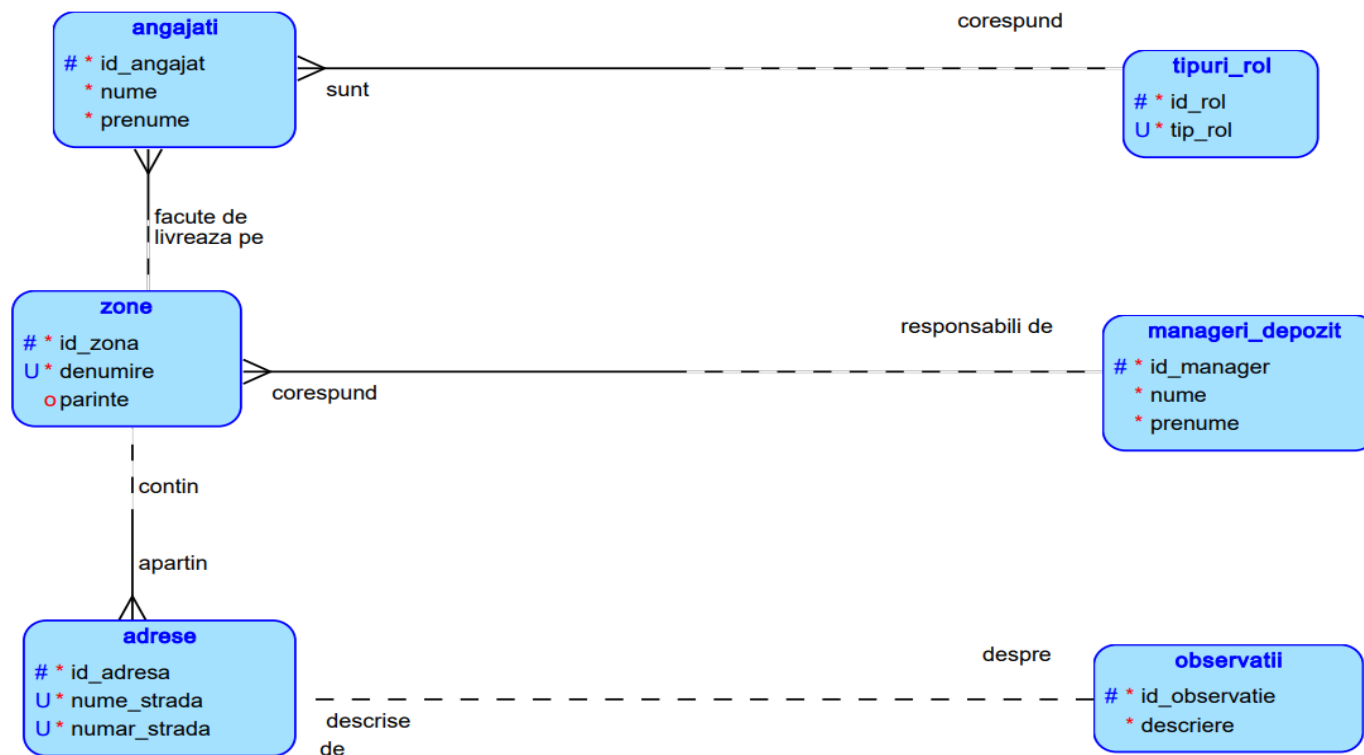 angajati
# * id_angajat
* nume
* prenume
corespund
sunt
tipuri_rol
# * id_rol
U * tip_rol
facute de
livreaza pe
zone
# * id_zona
U * denumire
o parinte
responsabili de
corespund
manageri_depozit
# * id_manager
* nume
* prenume
contin
apartin
adrese
# * id_adresa
U * nume_strada
U * numar_strada
despre
descrise
de
observatii
# * id_observatie
* descriere